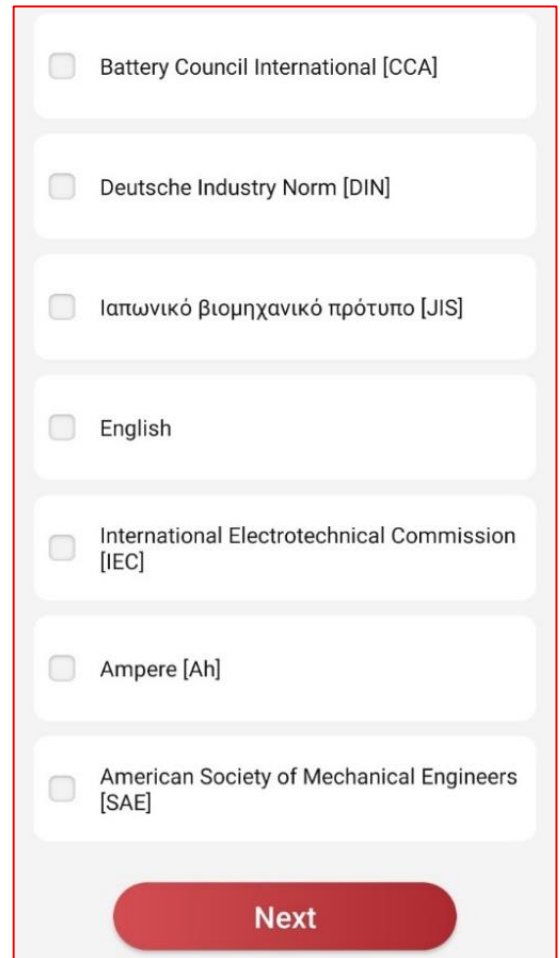 Battery Council International [CCA]
Deutsche Industry Norm [DIN]
Ιαπωνικό βιομηχανικό πρότυπο [JIS]
English
International Electrotechnical Commission
[IEC]
Ampere [Ah]
American Society of Mechanical Engineers
[SAE]
Next